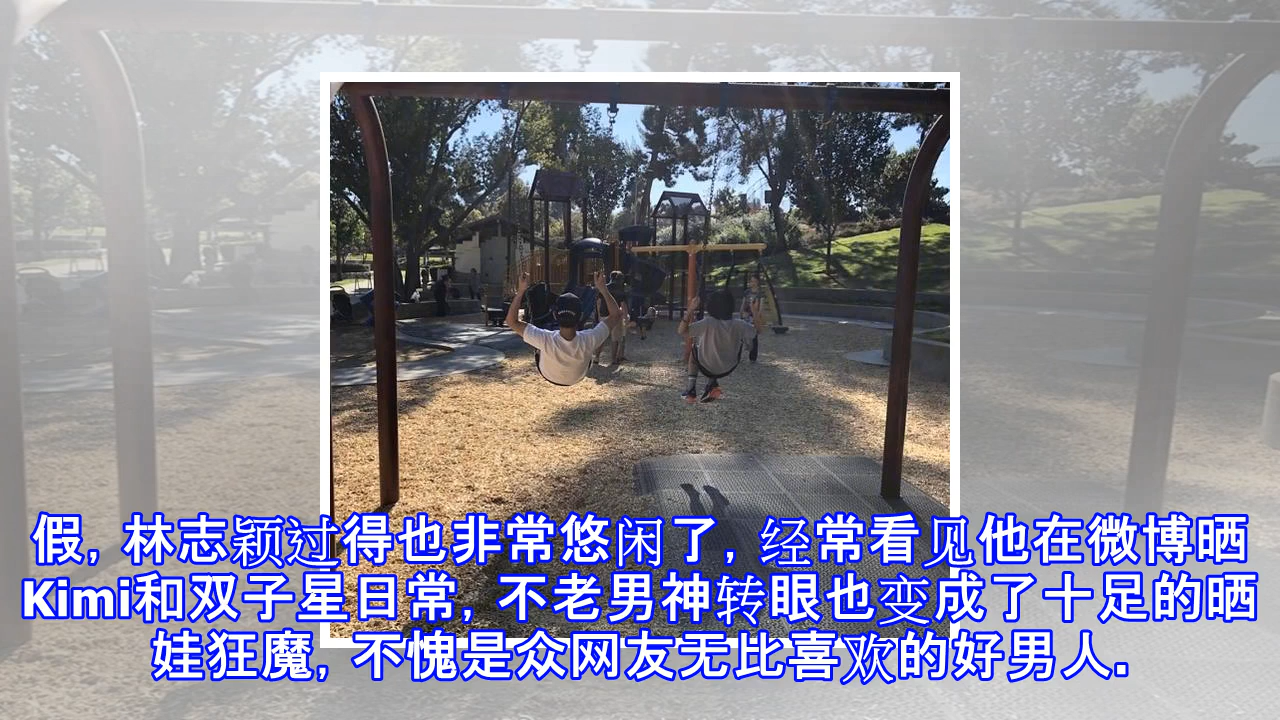 假, 林志颖过得也非常悠闲了, 经常看见他在微博晒
Kimi和双子星日常, 不老男神转眼也变成了十足的晒
娃狂魔, 不愧是众网友无比喜欢的好男人.